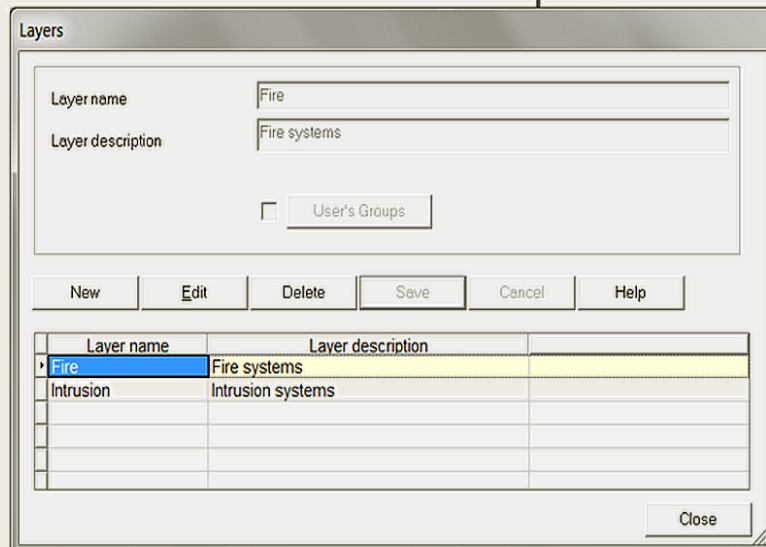 Layers
Layer name Fire
Layer description Fire systems
User's Groups
New Edit Delete Save Cancel Help
Layer name Layer description
Fire Fire systems
Intrusion Intrusion systems
Close